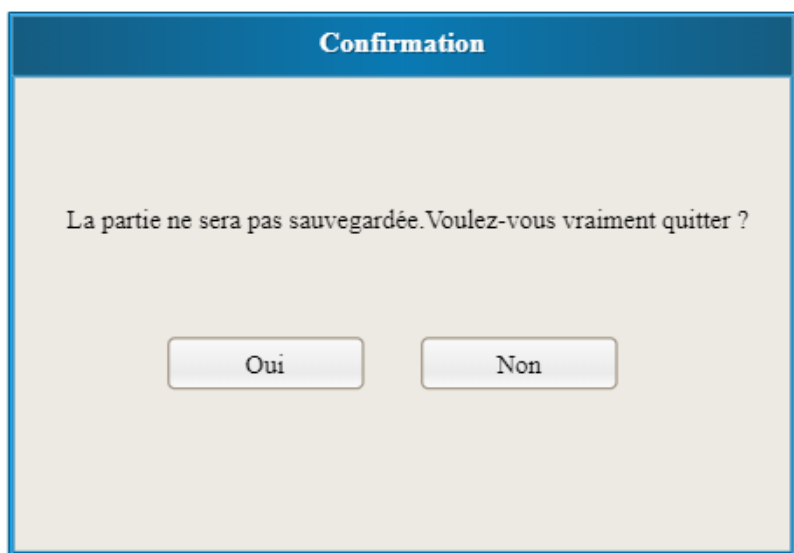 Confirmation
La partie ne sera pas sauvegardée.Voulez-vous vraiment quitter ?
Oui
Non